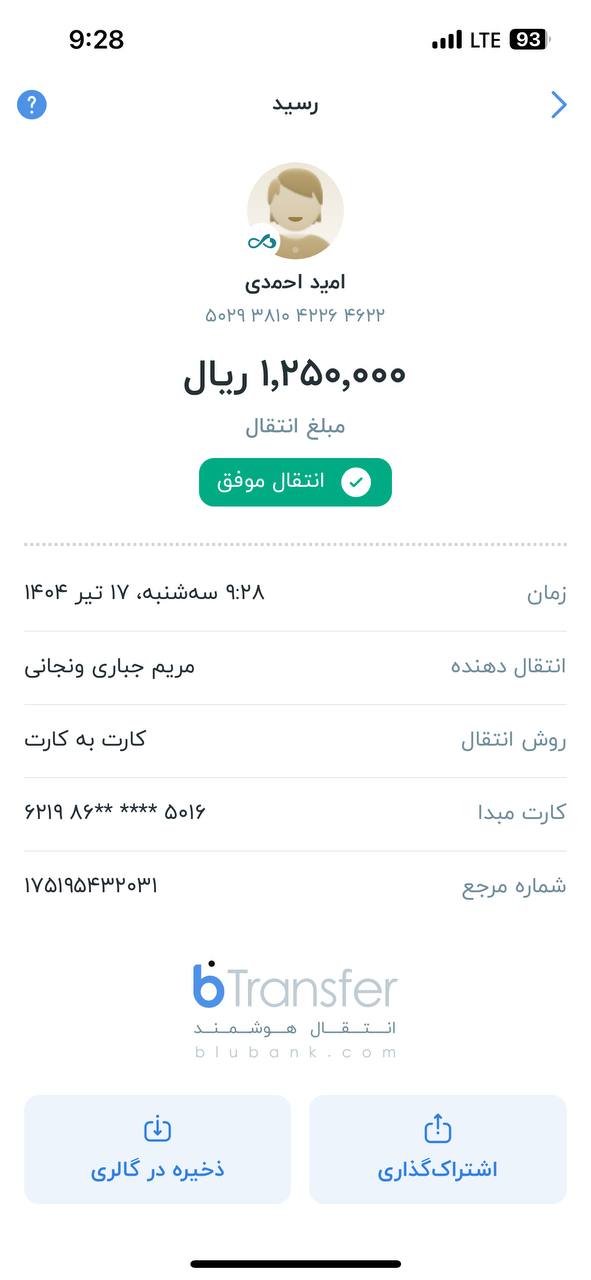 9:28
LTE 93
رسید
امید احمدی
۵۰۲۹ ۳۸۱۰ ۴۲۲۶ ۴۶۲۲
۱,۲۵۰,۰۰۰ ریال
مبلغ انتقال
انتقال موفق
زمان ۹:۲۸ سه‌شنبه، ۱۷ تیر ۱۴۰۴
انتقال دهنده مریم جباری ونجانی
روش انتقال کارت به کارت
کارت مبدا ۶۲۱۹ ۸۶** **** ۵۰۱۶
شماره مرجع ۱۷۵۱۹۵۴۳۲۰۳۱
bTransfer
انـتـقـال هـوشـمـنـد
blubank.com
اشتراک‌گذاری ذخیره در گالری